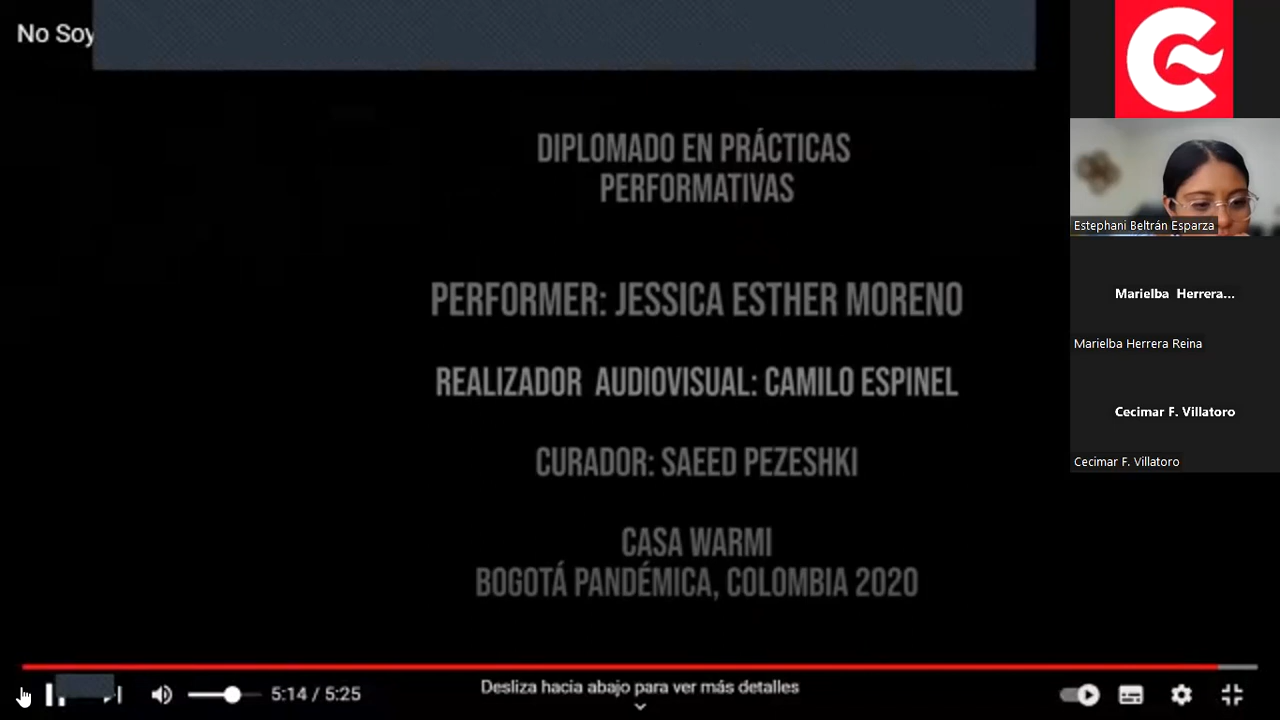 No Soy
DIPLOMADO EN PRÁCTICAS
PERFORMATIVAS
PERFORMER: JESSICA ESTHER MORENO
REALIZADOR AUDIOVISUAL: CAMILO ESPINEL
CURADOR: SAEED PEZESHKI
CASA WARMI
BOGOTÁ PANDÉMICA, COLOMBIA 2020
5:14 / 5:25
Desliza hacia abajo para ver más detalles
Estephani Beltrán Esparza
Marielba Herrera...
Marielba Herrera Reina
Cecimar F. Villatoro
Cecimar F. Villatoro